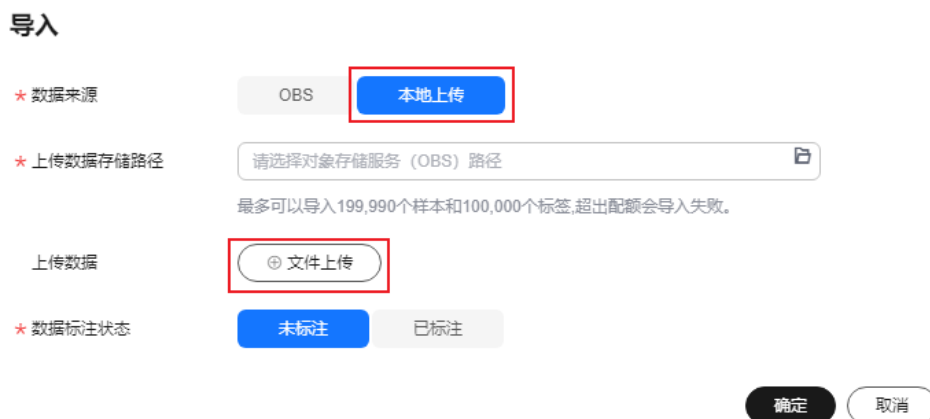 导入
* 数据来源 OBS 本地上传
* 上传数据存储路径 请选择对象存储服务（OBS）路径
最多可以导入199,990个样本和100,000个标签,超出配额会导入失败。
上传数据 文件上传
* 数据标注状态 未标注 已标注
确定 取消